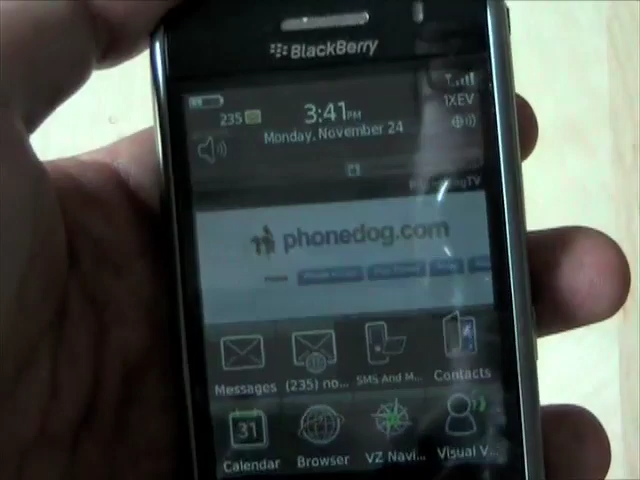 BlackBerry
235
3:41PM
1XEV
Monday, November 24
phonedog.com
Messages
(235) no...
SMS And M...
Contacts
31
Calendar
Browser
VZ Navi...
Visual V...